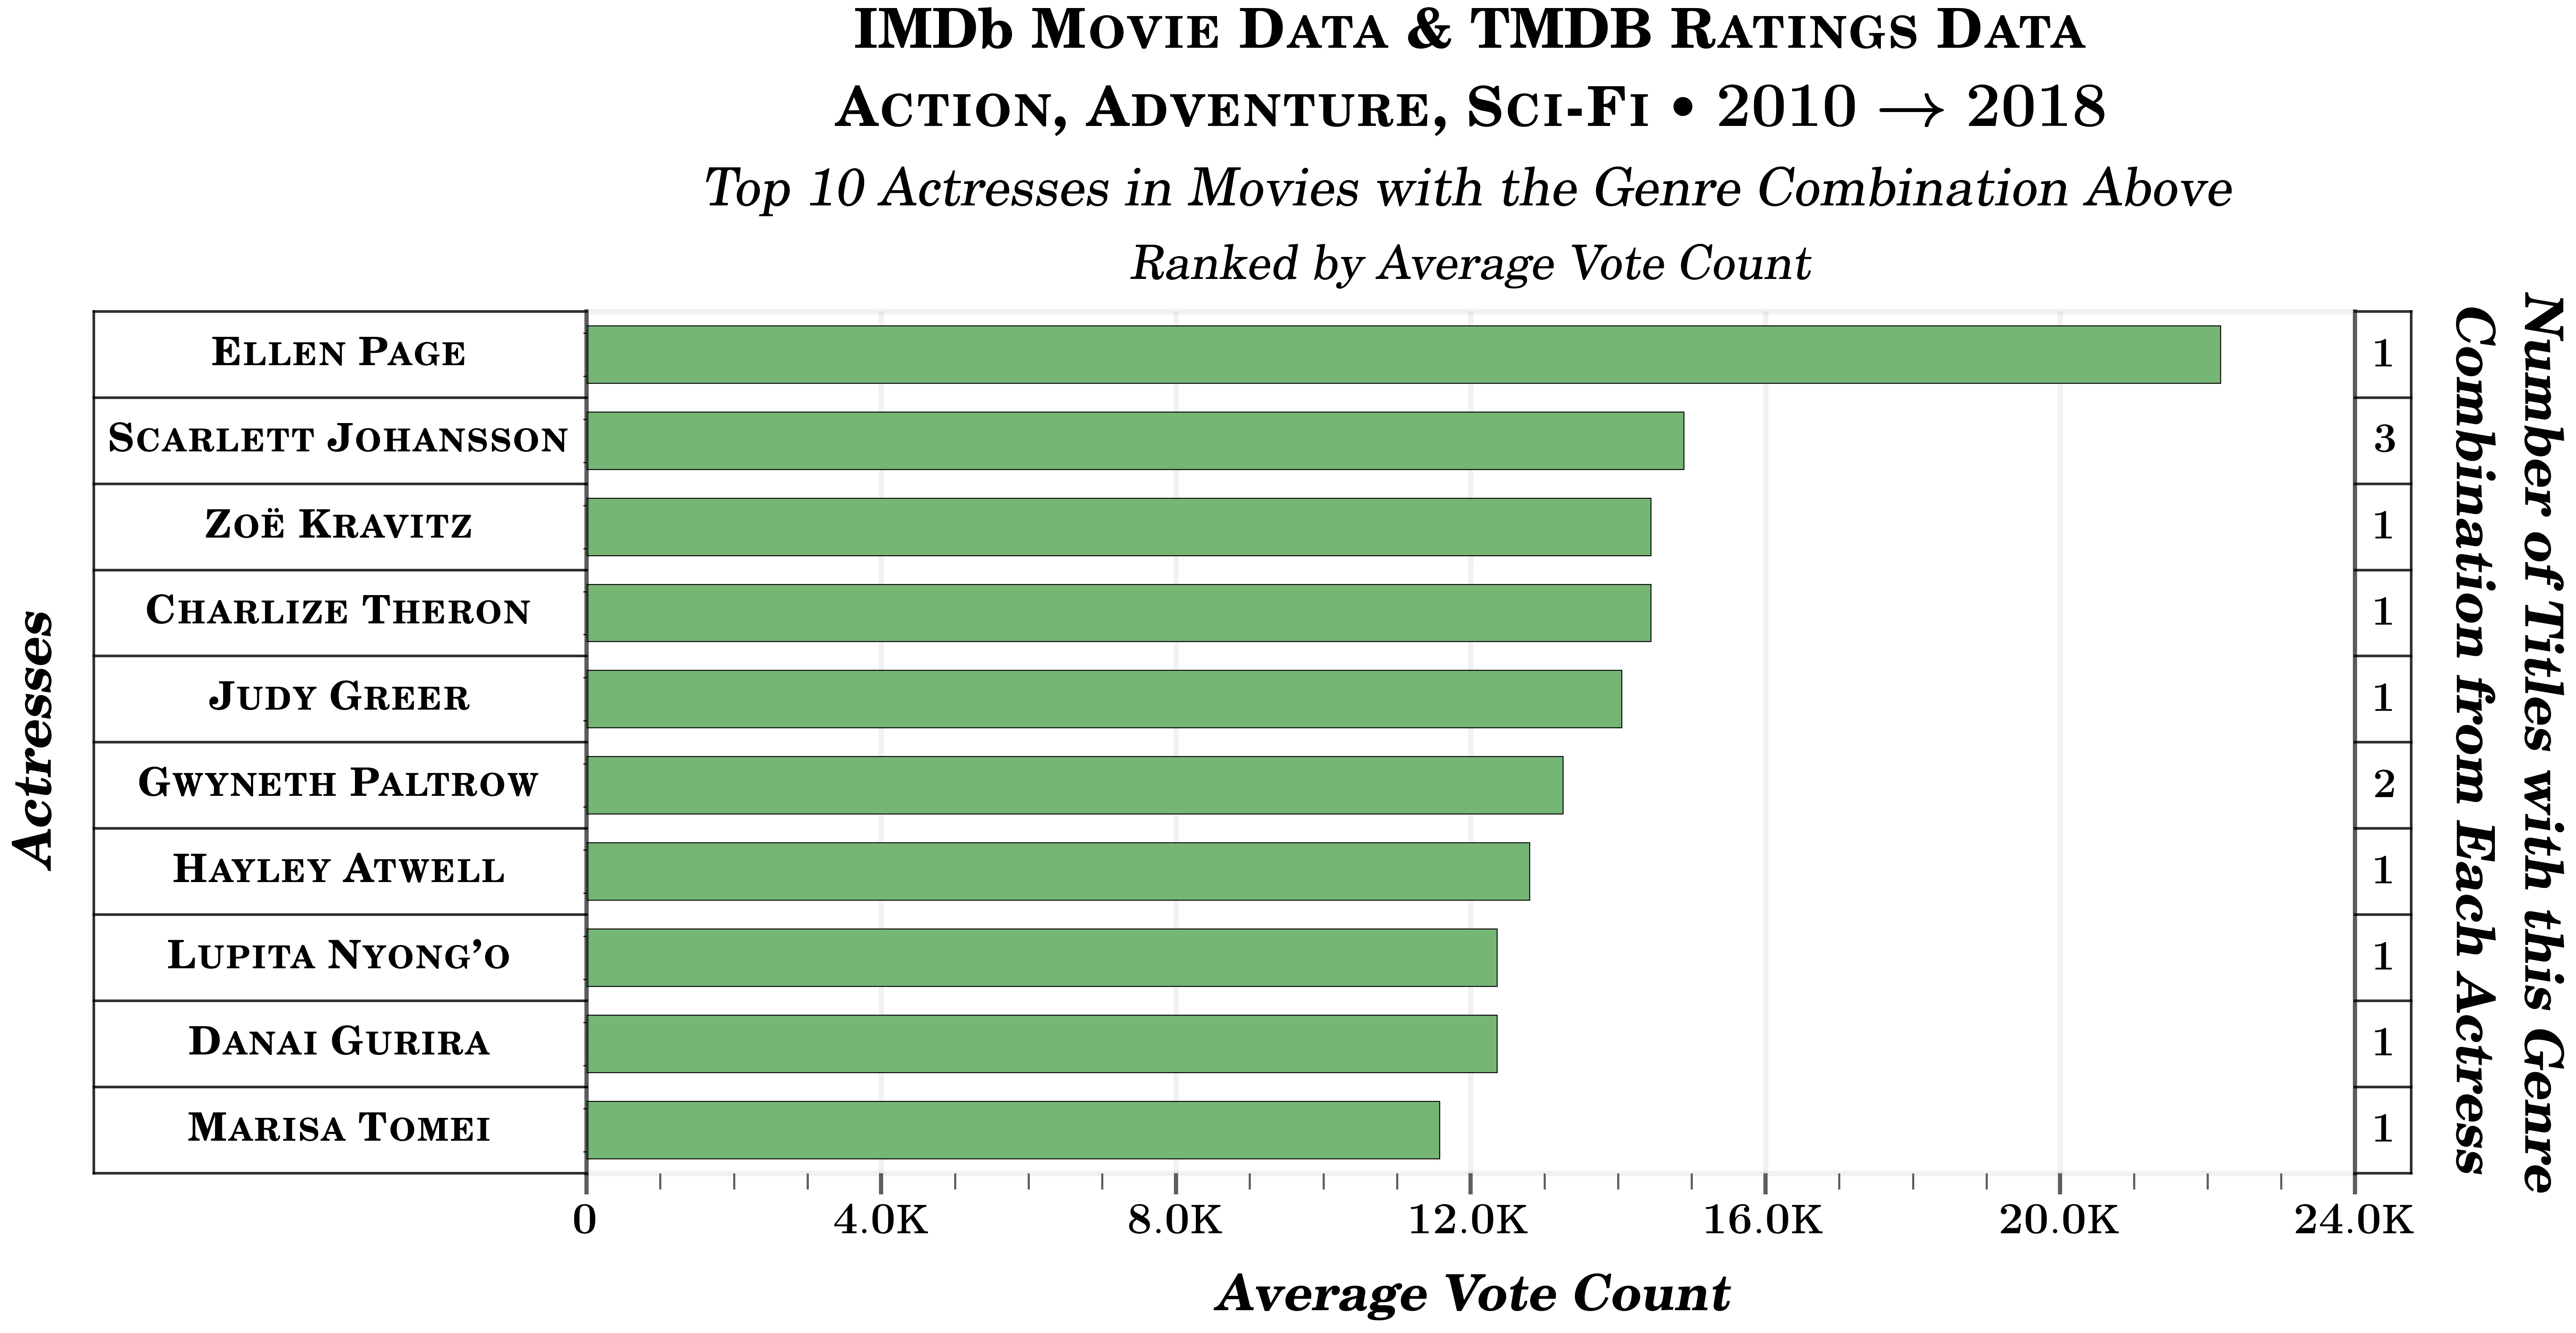 IMDb Movie Data & TMDB Ratings Data
Action, Adventure, Sci-Fi • 2010 → 2018
Top 10 Actresses in Movies with the Genre Combination Above
Ranked by Average Vote Count
Actresses
Ellen Page 1
Scarlett Johansson 3
Zoë Kravitz 1
Charlize Theron 1
Judy Greer 1
Gwyneth Paltrow 2
Hayley Atwell 1
Lupita Nyong’o 1
Danai Gurira 1
Marisa Tomei 1
Number of Titles with this Genre
Combination from Each Actress
0 4.0K 8.0K 12.0K 16.0K 20.0K 24.0K
Average Vote Count